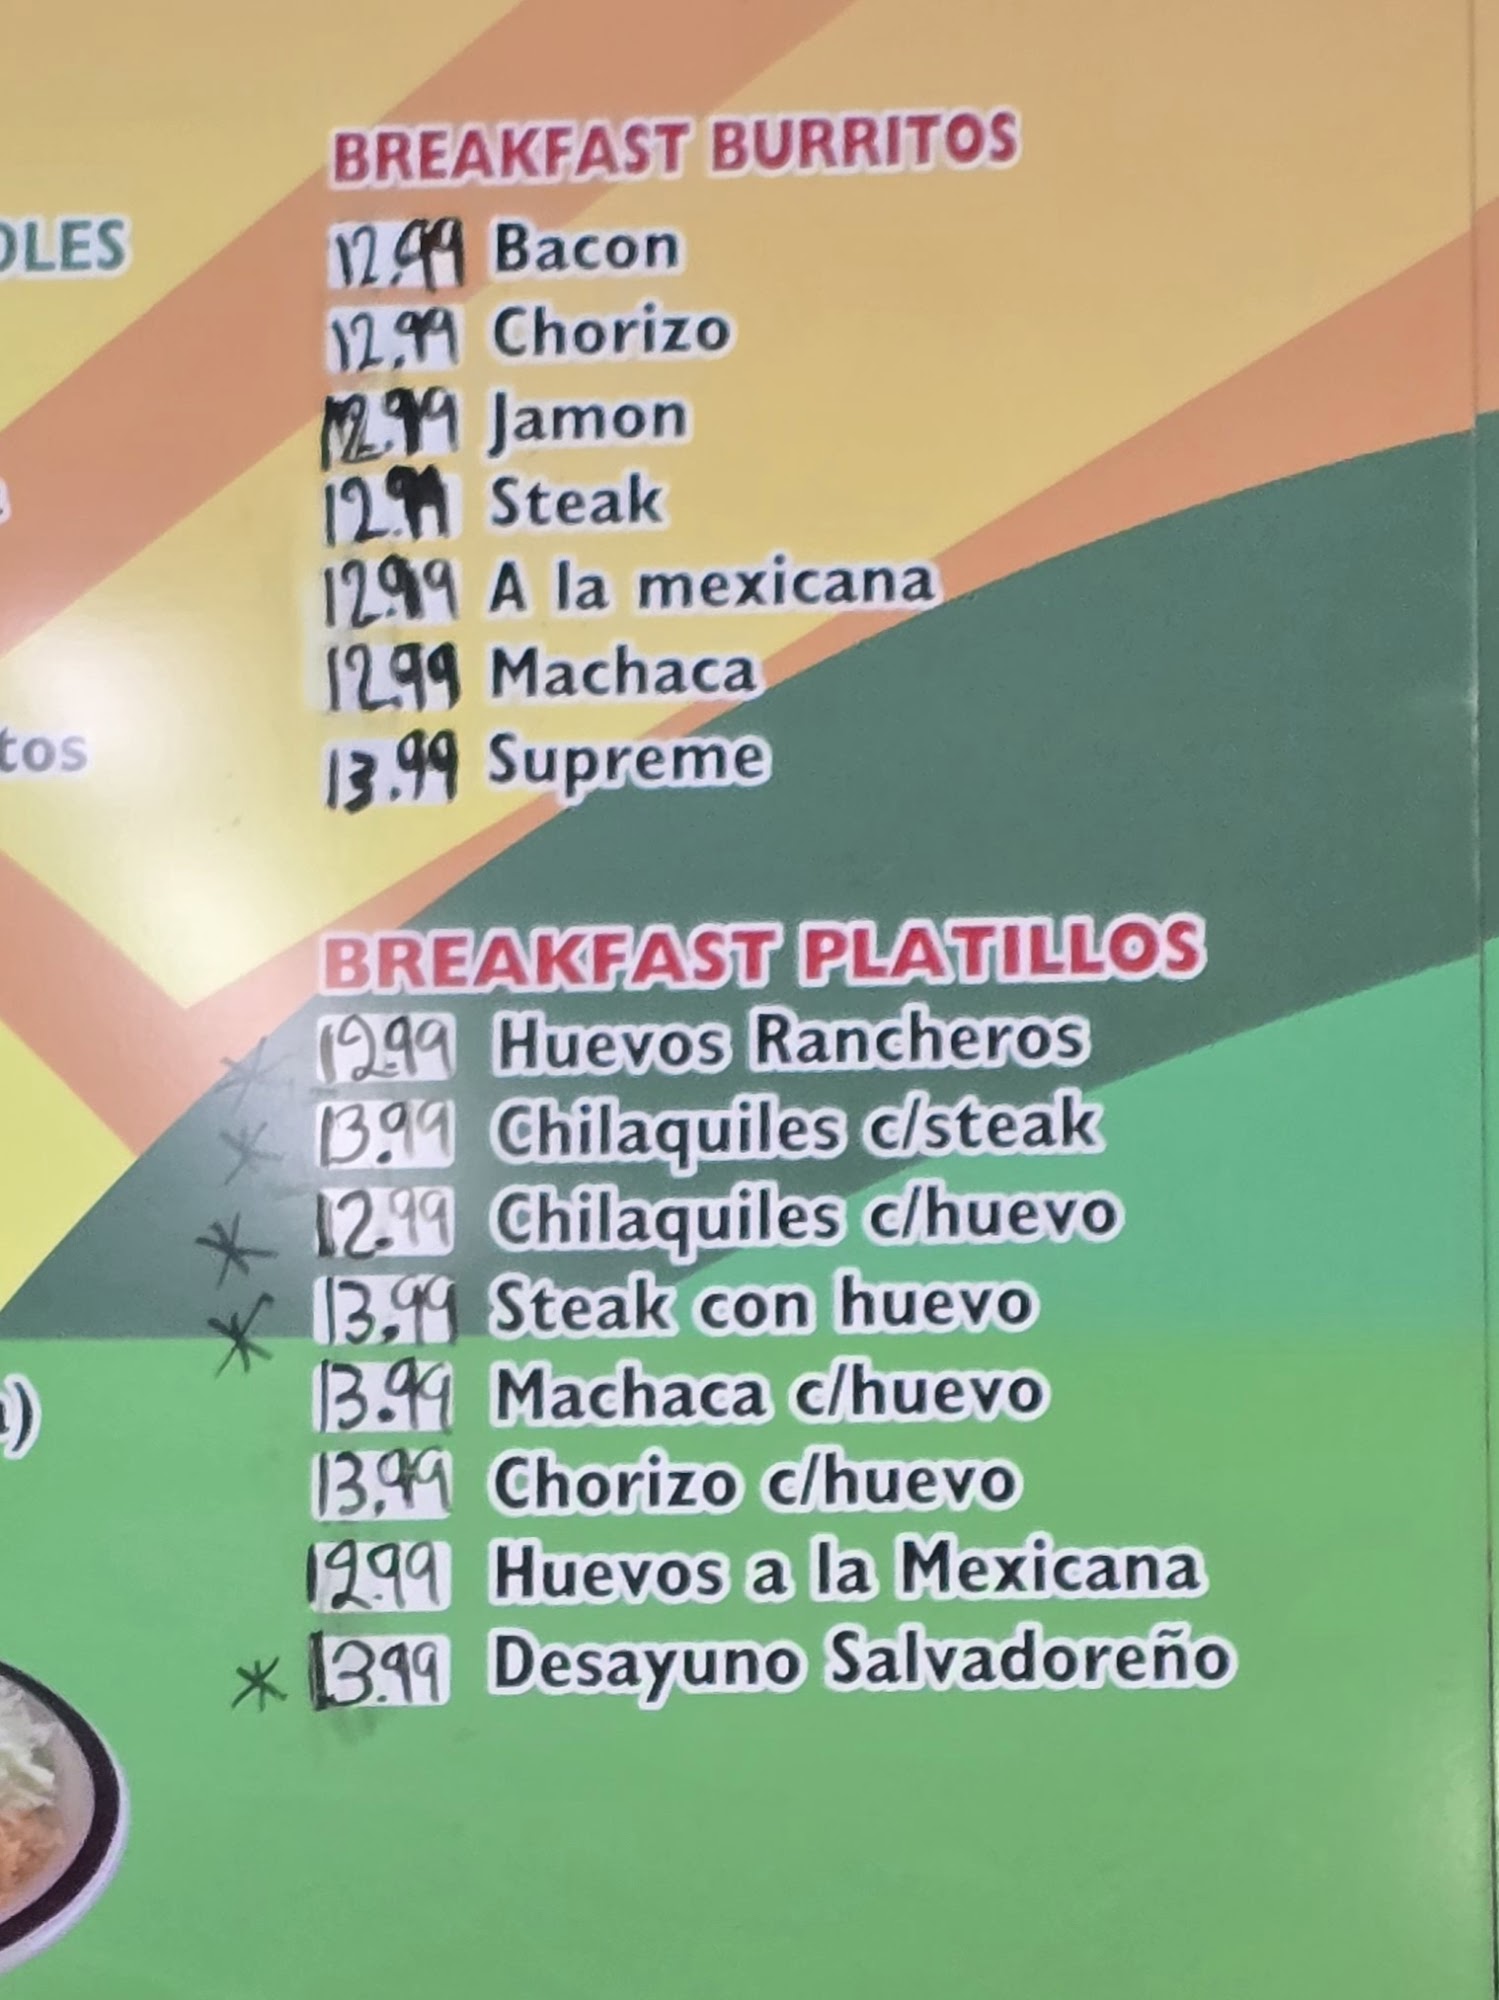 OLES
tos
BREAKFAST BURRITOS
12.99 Bacon
12.99 Chorizo
12.99 Jamon
12.99 Steak
12.99 A la mexicana
12.99 Machaca
13.99 Supreme
BREAKFAST PLATILLOS
* 12.99 Huevos Rancheros
* 13.99 Chilaquiles c/steak
* 12.99 Chilaquiles c/huevo
* 13.99 Steak con huevo
13.99 Machaca c/huevo
13.99 Chorizo c/huevo
12.99 Huevos a la Mexicana
* 13.99 Desayuno Salvadoreño